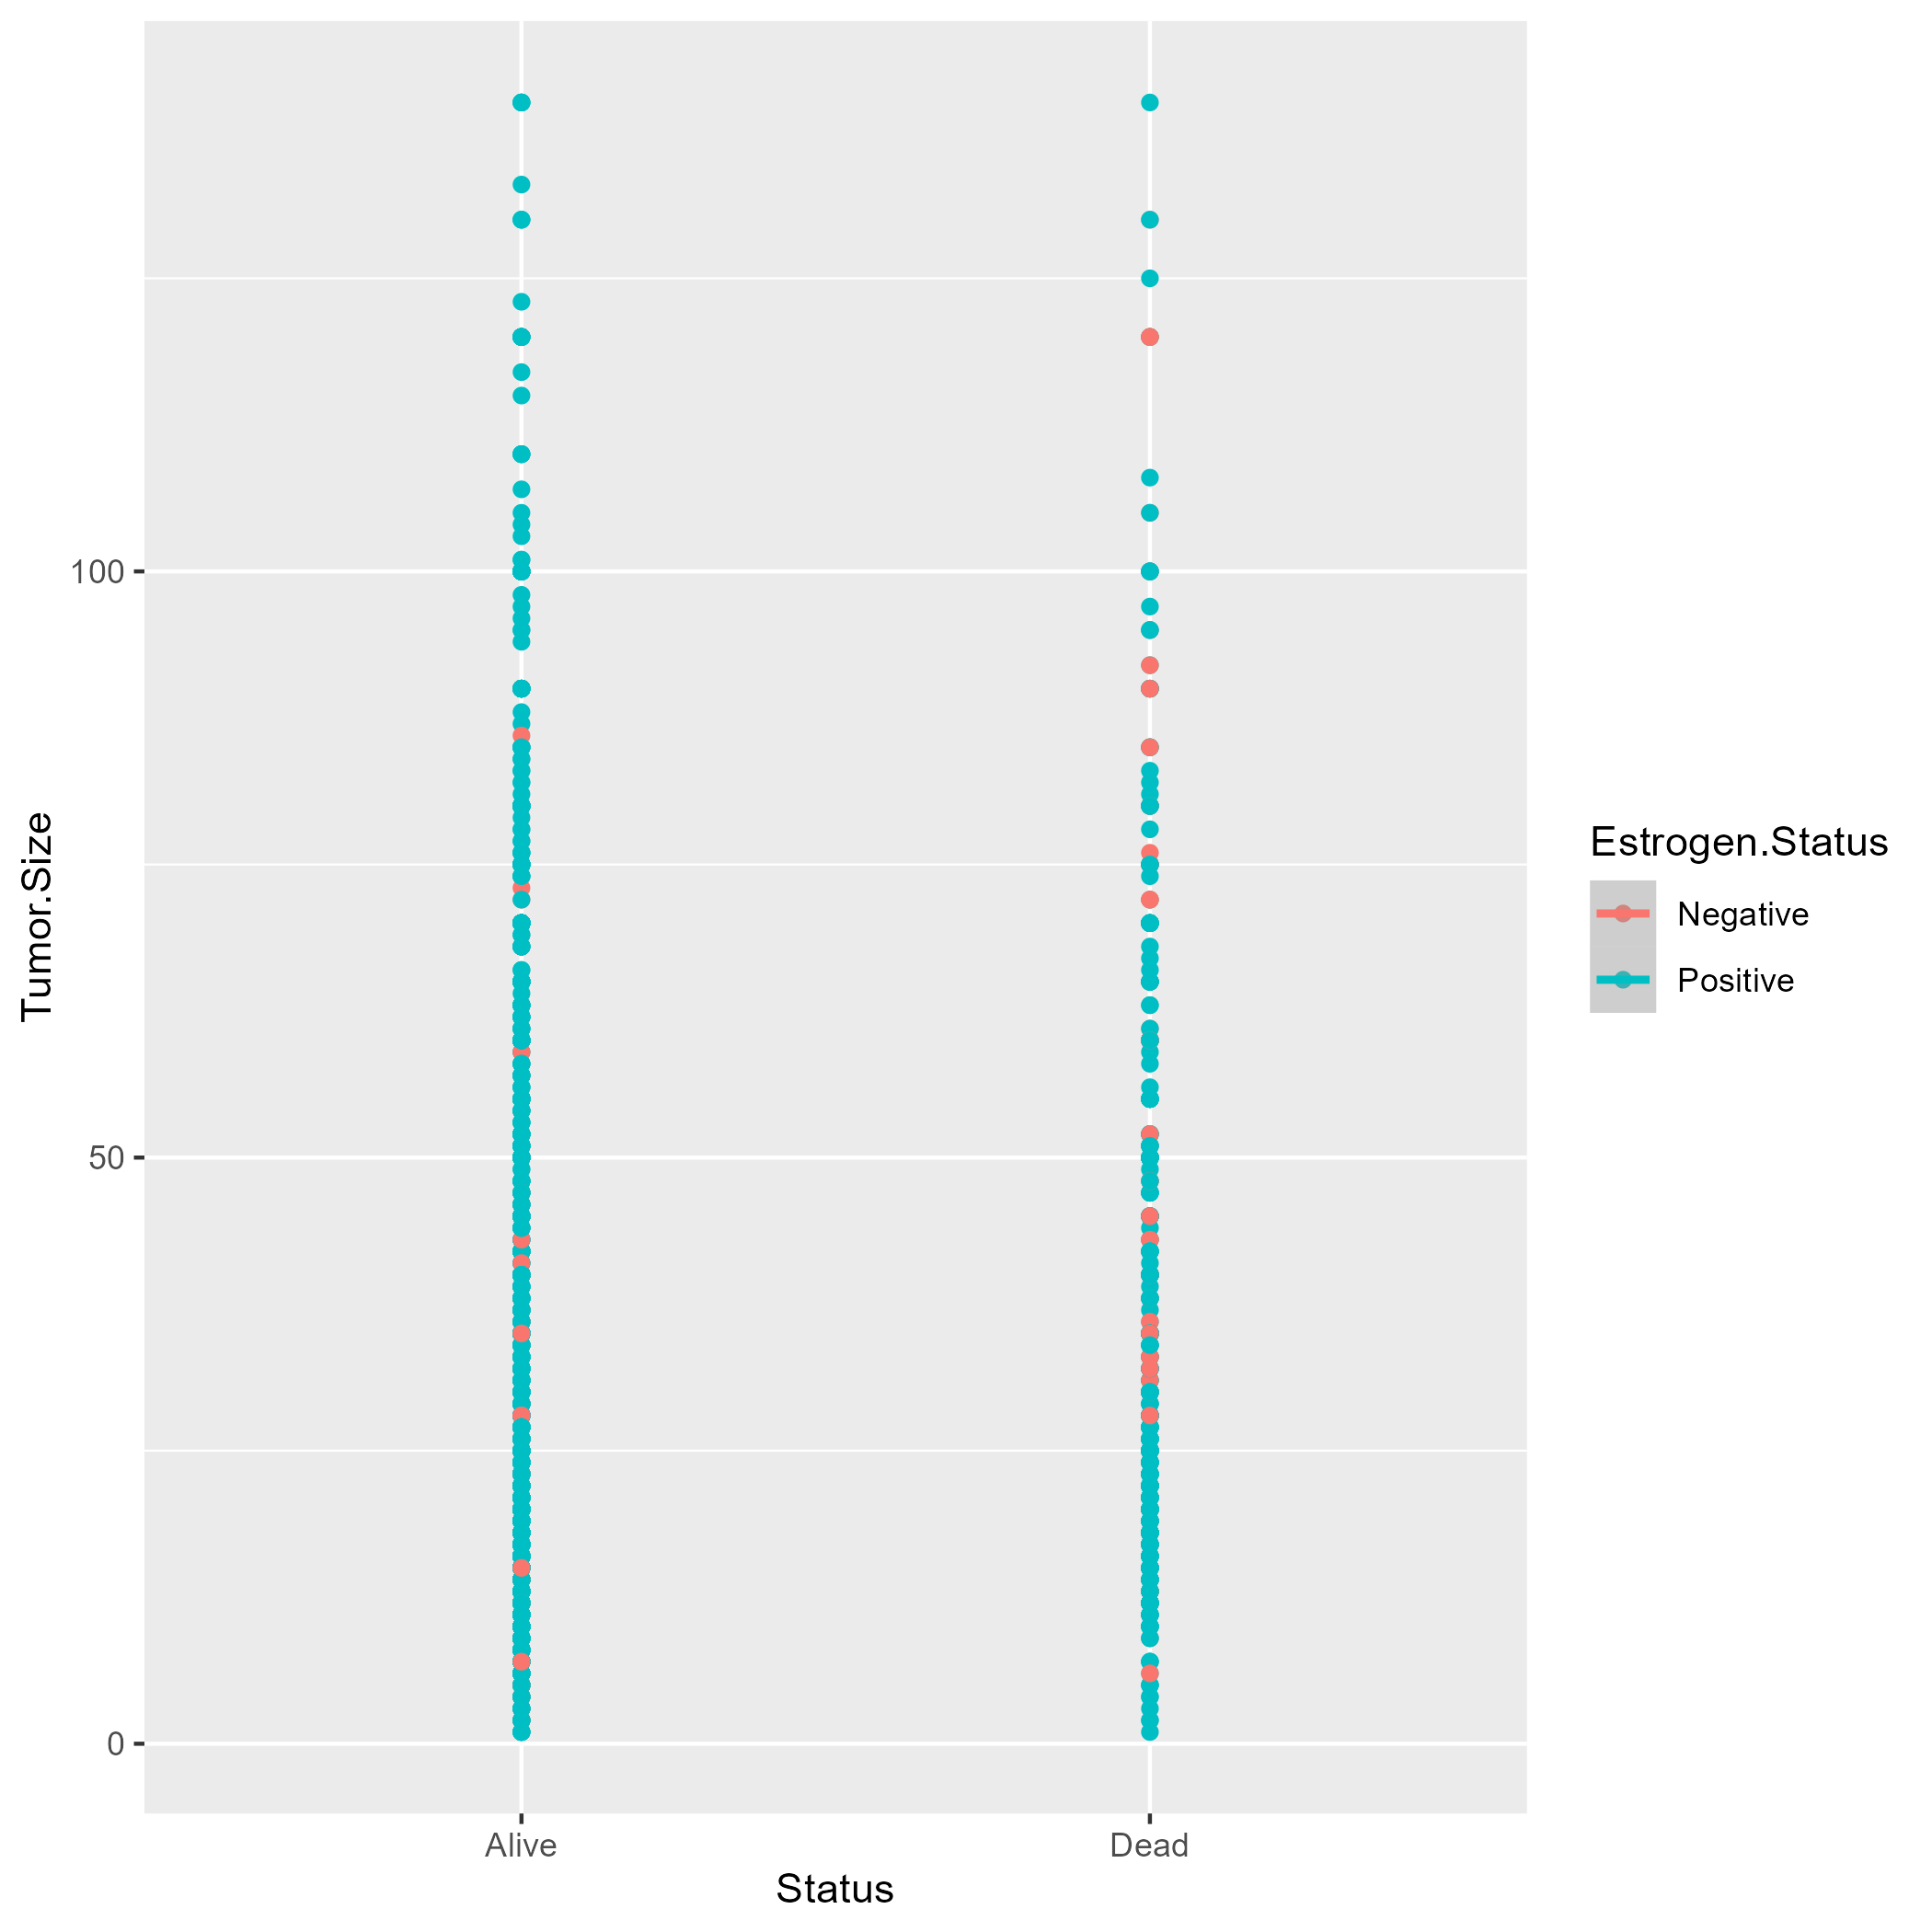 Tumor.Size
100
50
0
Alive
Dead
Status
Estrogen.Status
Negative
Positive